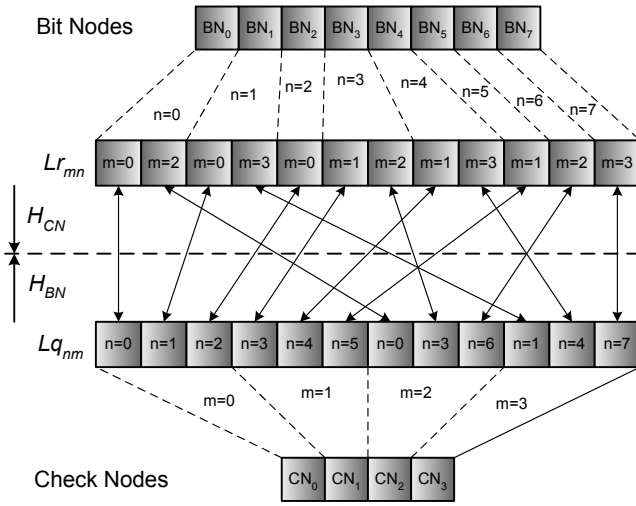 Bit Nodes
BN₀ BN₁ BN₂ BN₃ BN₄ BN₅ BN₆ BN₇
n=0 n=1 n=2 n=3 n=4 n=5 n=6 n=7
Lrₘₙ m=0 m=2 m=0 m=3 m=0 m=1 m=2 m=1 m=3 m=1 m=2 m=3
H_CN
H_BN
Lqₙₘ n=0 n=1 n=2 n=3 n=4 n=5 n=0 n=3 n=6 n=1 n=4 n=7
m=0 m=1 m=2 m=3
Check Nodes
CN₀ CN₁ CN₂ CN₃